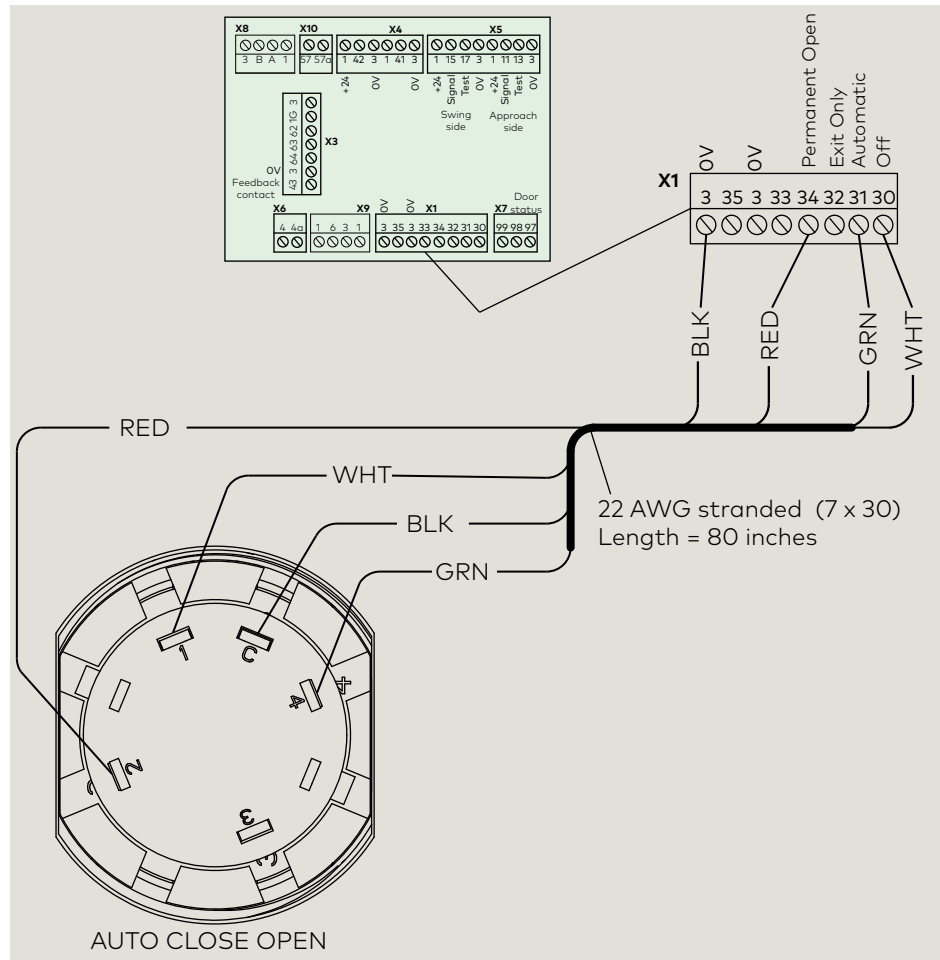 X8 X10 X4 X5
3 B A 1 57 57a 1 42 3 1 41 3 1 15 17 3 1 11 13 3
+24 0V 0V +24 Signal Test 0V +24 Signal Test 0V
Swing side
Approach side
43 3 64 63 62 1G 3
X3
0V
Feedback
contact
Door
status
X6 X9 0V 0V X1 X7
4 4a 1 6 3 1 3 35 3 33 34 32 31 30 99 98 97
0V 0V Permanent Open Exit Only Automatic Off
X1
3 35 3 33 34 32 31 30
BLK RED GRN WHT
RED
WHT
BLK
GRN
22 AWG stranded (7 x 30)
Length = 80 inches
1 C
4 4
2
3
AUTO CLOSE OPEN